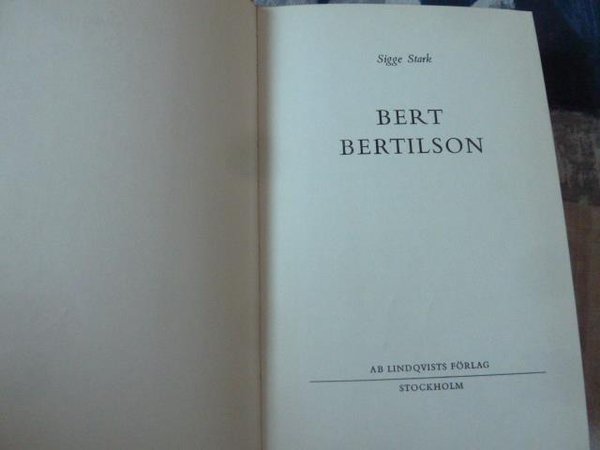 Sigge Stark
BERT
BERTILSON
AB LINDQVISTS FÖRLAG
STOCKHOLM